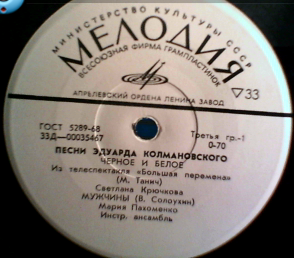 МИНИСТЕРСТВО КУЛЬТУРЫ СССР
МЕЛОДИЯ
ВСЕСОЮЗНАЯ ФИРМА ГРАМПЛАСТИНОК
АПРЕЛЕВСКИЙ ОРДЕНА ЛЕНИНА ЗАВОД
▽33
ГОСТ 5289-68
33Д-00035467
Третья гр.-1
0-70
ПЕСНИ ЭДУАРДА КОЛМАНОВСКОГО
ЧЕРНОЕ И БЕЛОЕ
Из телеспектакля «Большая перемена»
(М. Танич)
Светлана Крючкова
МУЖЧИНЫ (В. Солоухин)
Мария Пахоменко
Инстр. ансамбль